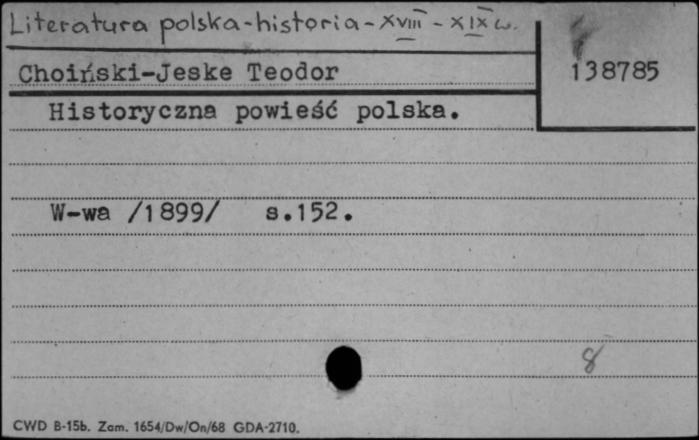 Literatura polska-historia-XVIII-XIX w.
Choiński-Jeske Teodor
138785
Historyczna powieść polska.
W-wa /1899/ s.152.
8
CWD B-15b. Zam. 1654/Dw/On/68 GDA-2710.